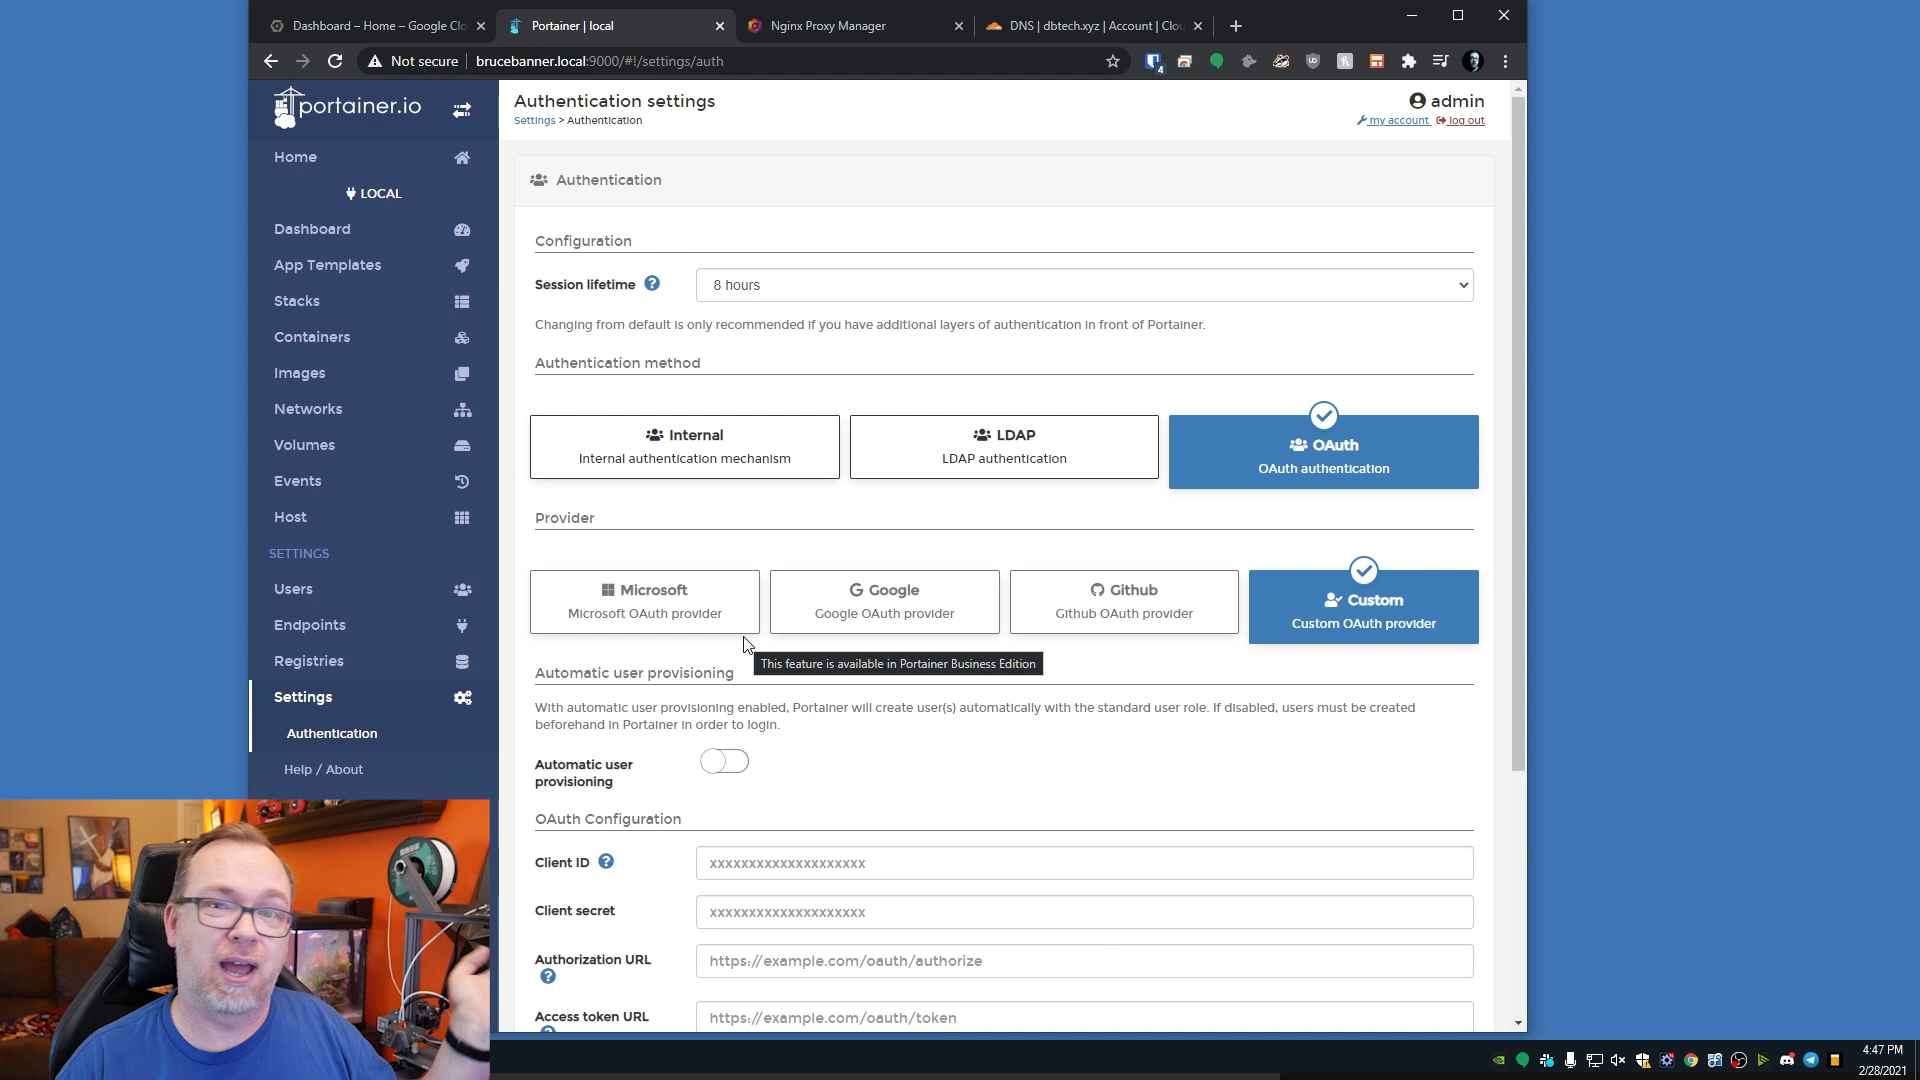 Dashboard – Home – Google Clo
Portainer | local
Nginx Proxy Manager
DNS | dbtech.xyz | Account | Clou
Not secure
brucebanner.local:9000/#!/settings/auth
4
portainer.io
Home
LOCAL
Dashboard
App Templates
Stacks
Containers
Images
Networks
Volumes
Events
Host
SETTINGS
Users
Endpoints
Registries
Settings
Authentication
Help / About
Authentication settings
Settings > Authentication
admin
my account
log out
Authentication
Configuration
Session lifetime
8 hours
Changing from default is only recommended if you have additional layers of authentication in front of Portainer.
Authentication method
Internal
Internal authentication mechanism
LDAP
LDAP authentication
OAuth
OAuth authentication
Provider
Microsoft
Microsoft OAuth provider
Google
Google OAuth provider
Github
Github OAuth provider
Custom
Custom OAuth provider
This feature is available in Portainer Business Edition
Automatic user provisioning
With automatic user provisioning enabled, Portainer will create user(s) automatically with the standard user role. If disabled, users must be created
beforehand in Portainer in order to login.
Automatic user
provisioning
OAuth Configuration
Client ID
xxxxxxxxxxxxxxxxxxxx
Client secret
xxxxxxxxxxxxxxxxxxxx
Authorization URL
https://example.com/oauth/authorize
Access token URL
https://example.com/oauth/token
4:47 PM
2/28/2021